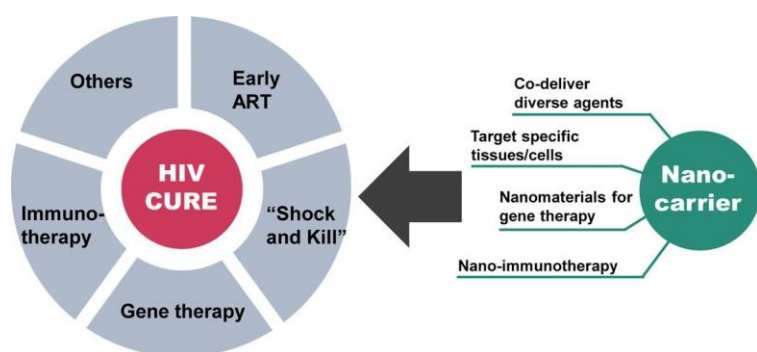 Others
Early
ART
HIV
CURE
Immuno-
therapy
“Shock
and Kill”
Gene therapy
Co-deliver
diverse agents
Target specific
tissues/cells
Nanomaterials for
gene therapy
Nano-immunotherapy
Nano-
carrier